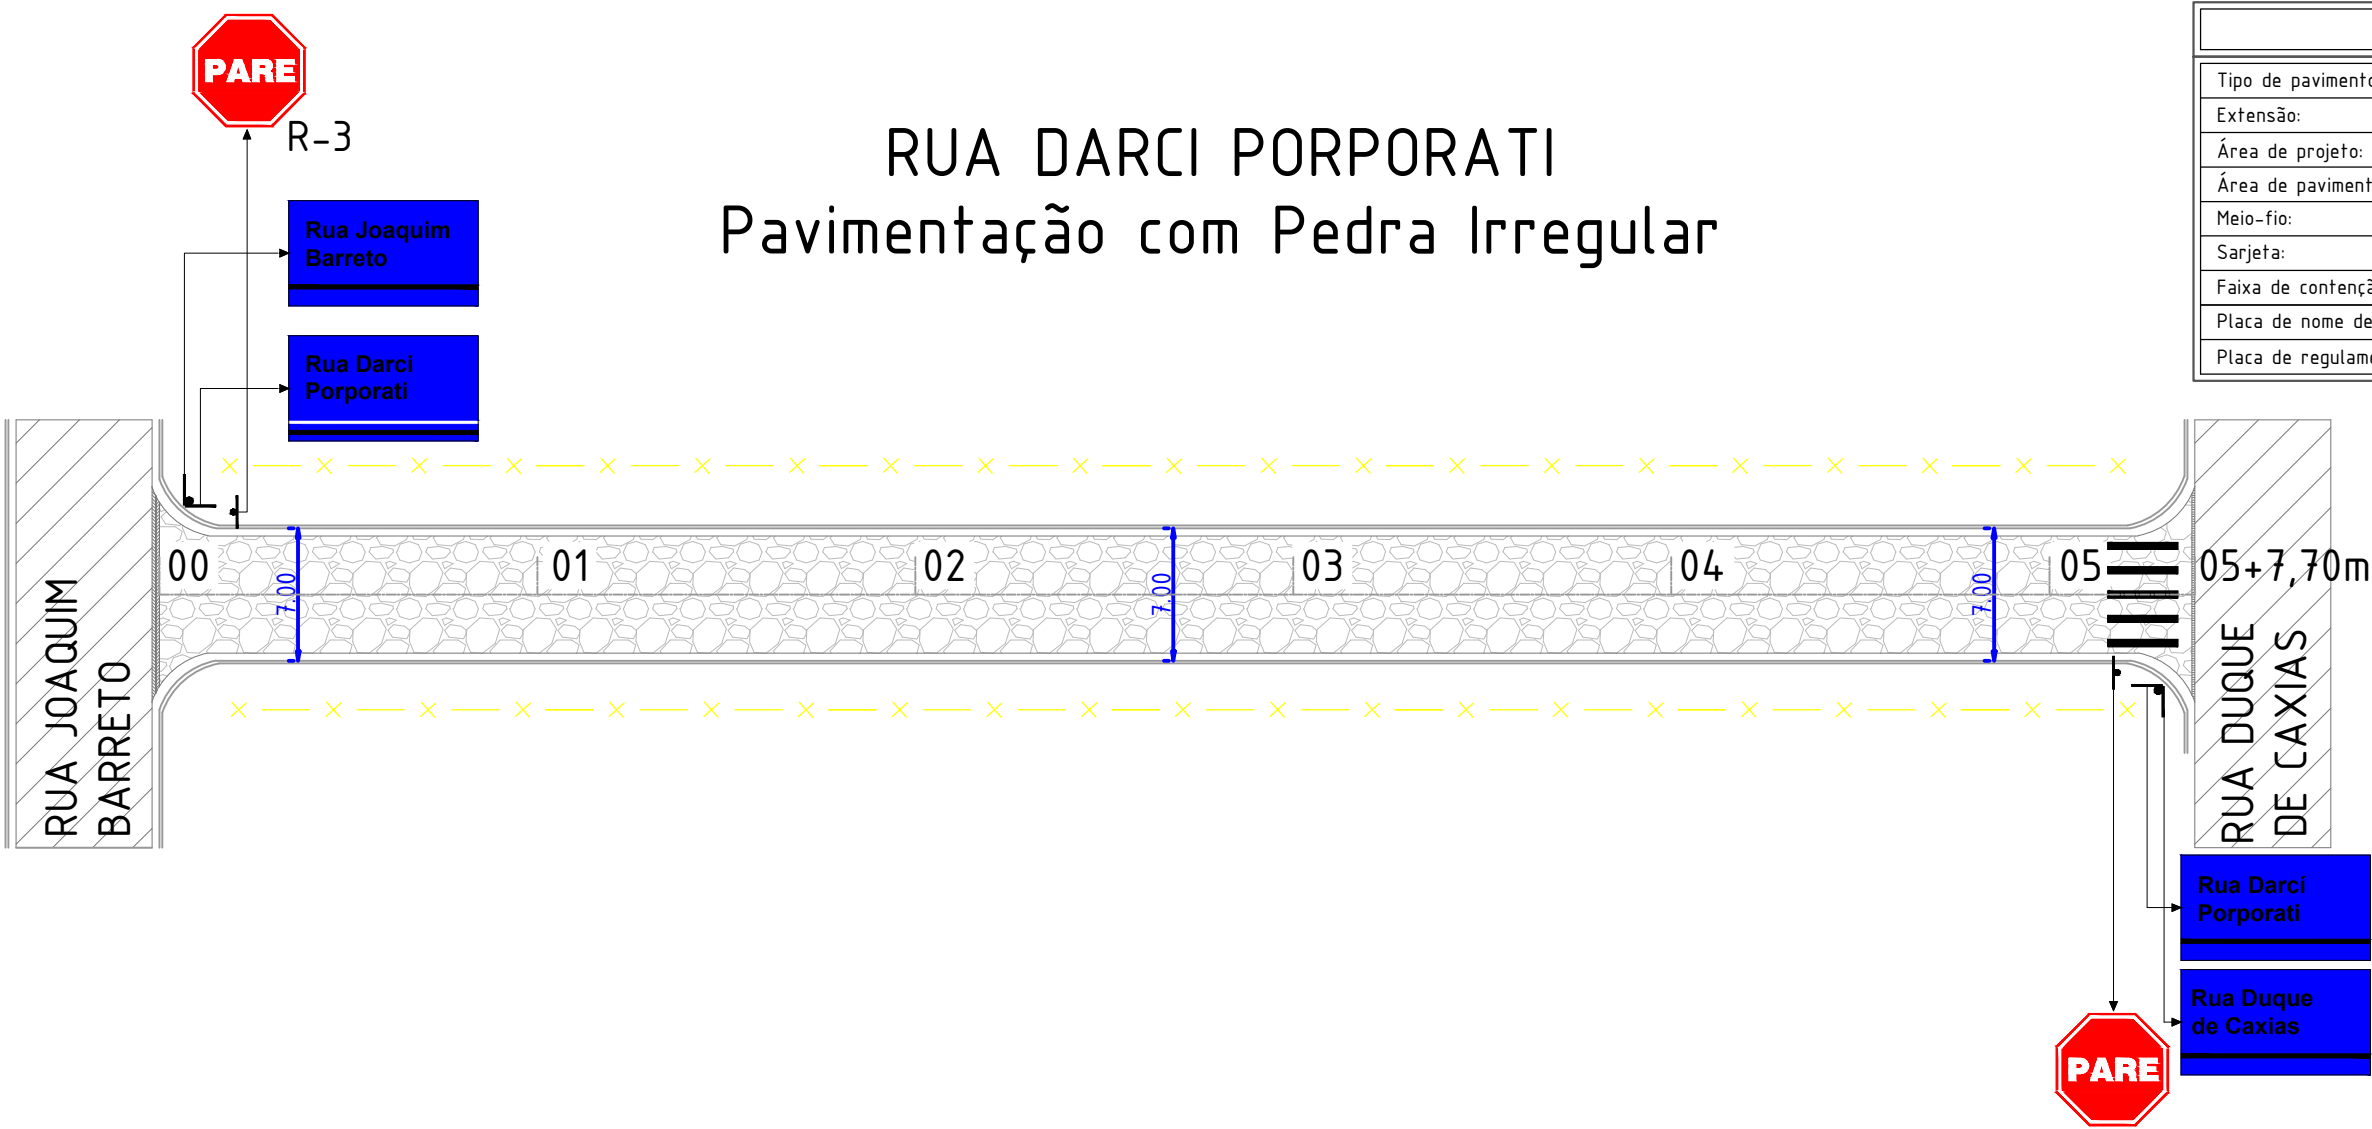 PARE
R-3
RUA DARCI PORPORATI
Pavimentação com Pedra Irregular
Rua Joaquim
Barreto
Rua Darci
Porporati
Tipo de pavimento
Extensão:
Área de projeto:
Área de paviment
Meio-fio:
Sarjeta:
Faixa de contençã
Placa de nome de
Placa de regulame
00
01
02
03
04
05
05+7,70m
7.00
7.00
7.00
RUA JOAQUIM
BARRETO
RUA DUQUE
DE CAXIAS
Rua Darci
Porporati
Rua Duque
de Caxias
PARE